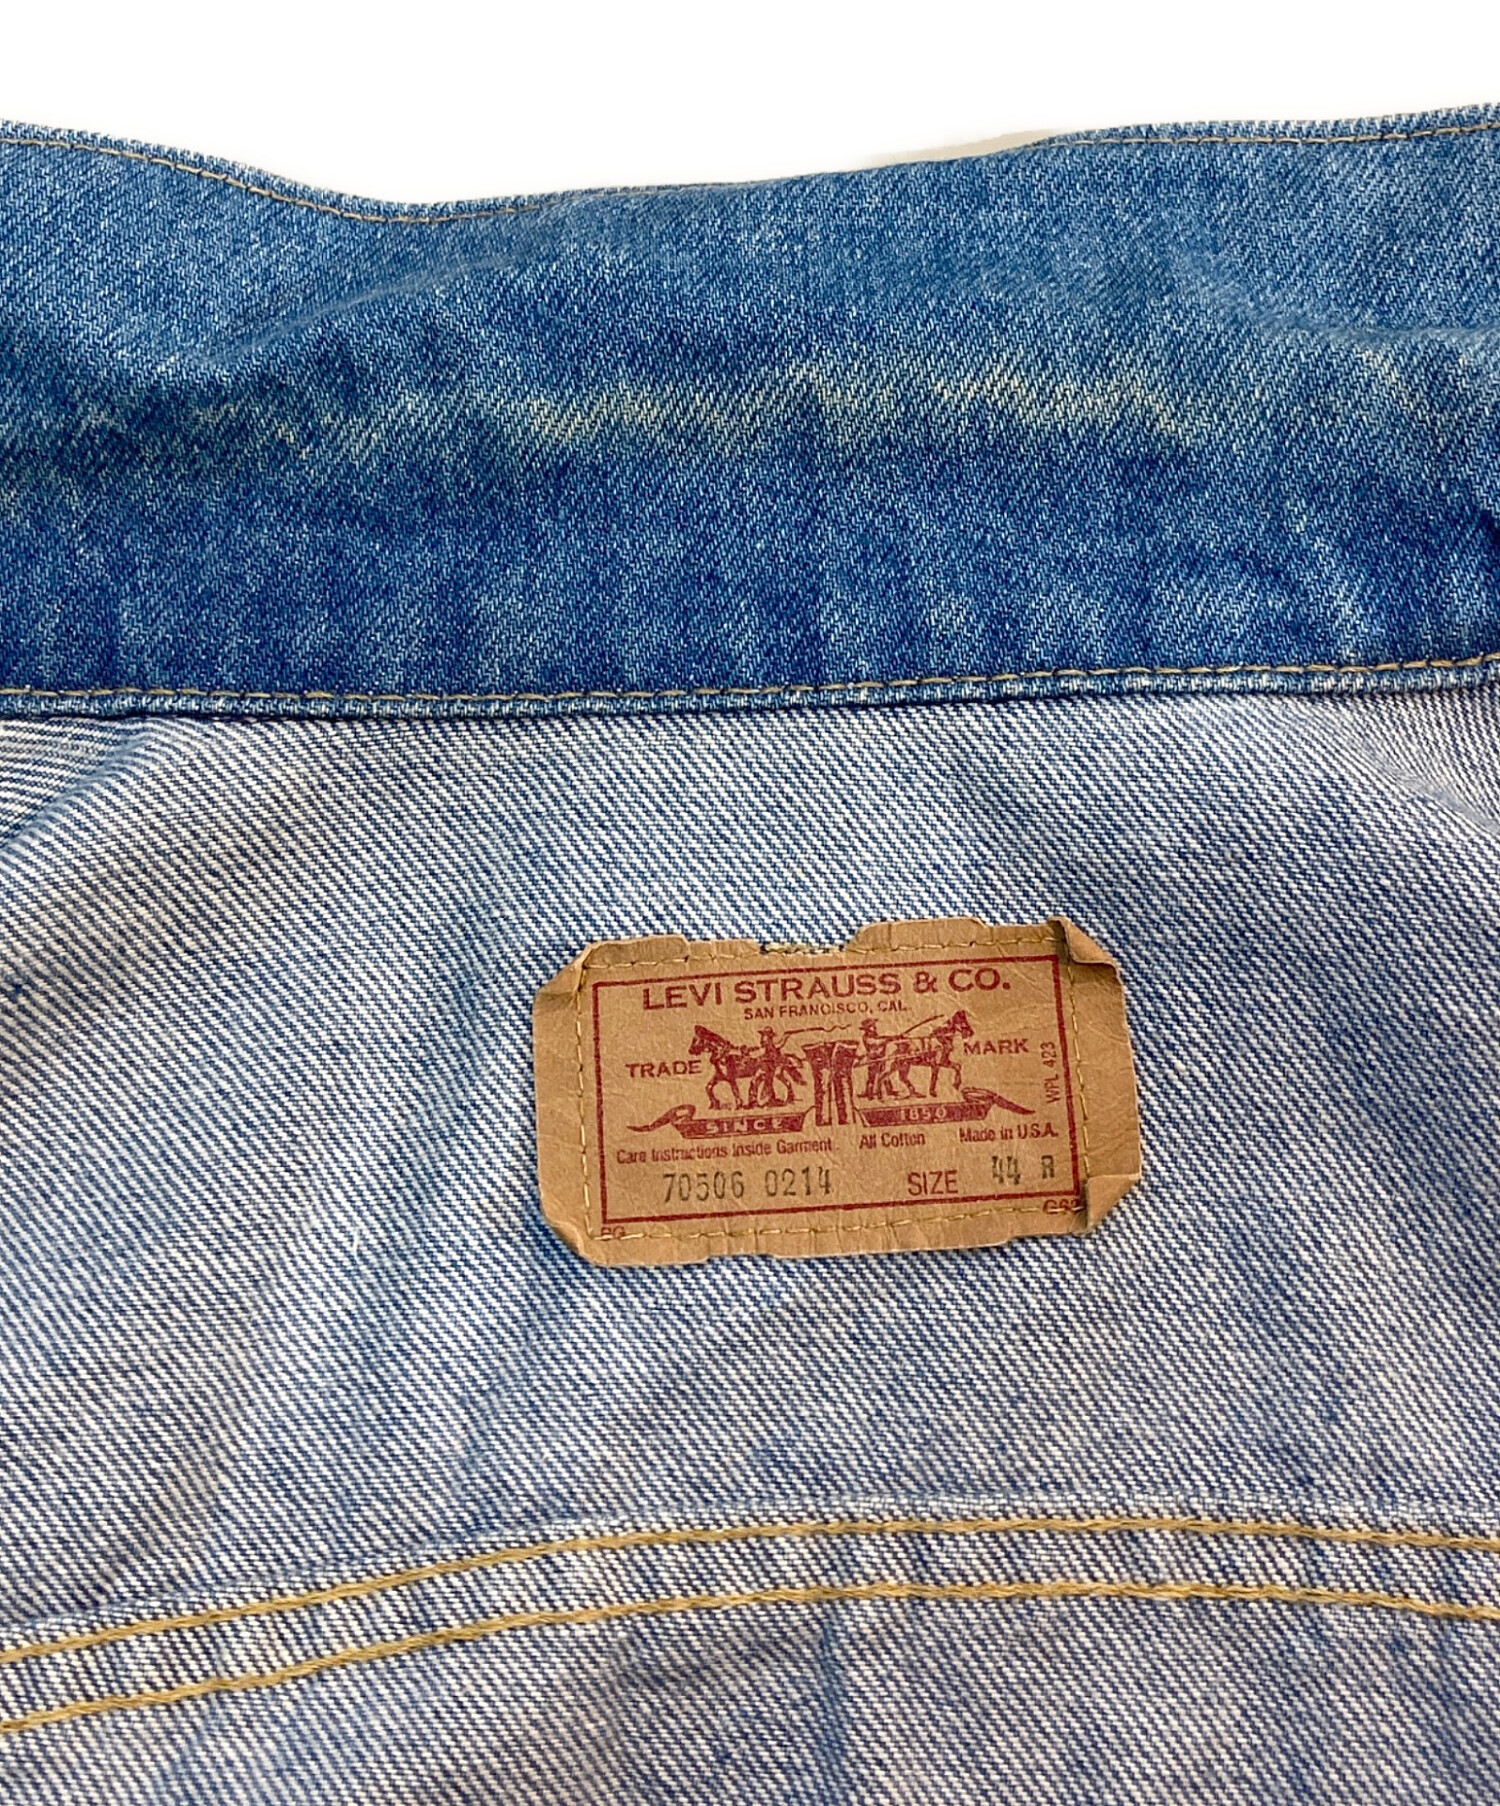 LEVI STRAUSS & CO.
SAN FRANCISCO, CAL.
TRADE MARK
WPL 423
SINCE 1850
Care Instructions Inside Garment All Cotton Made in U.S.A.
70506 0214 SIZE 44 R